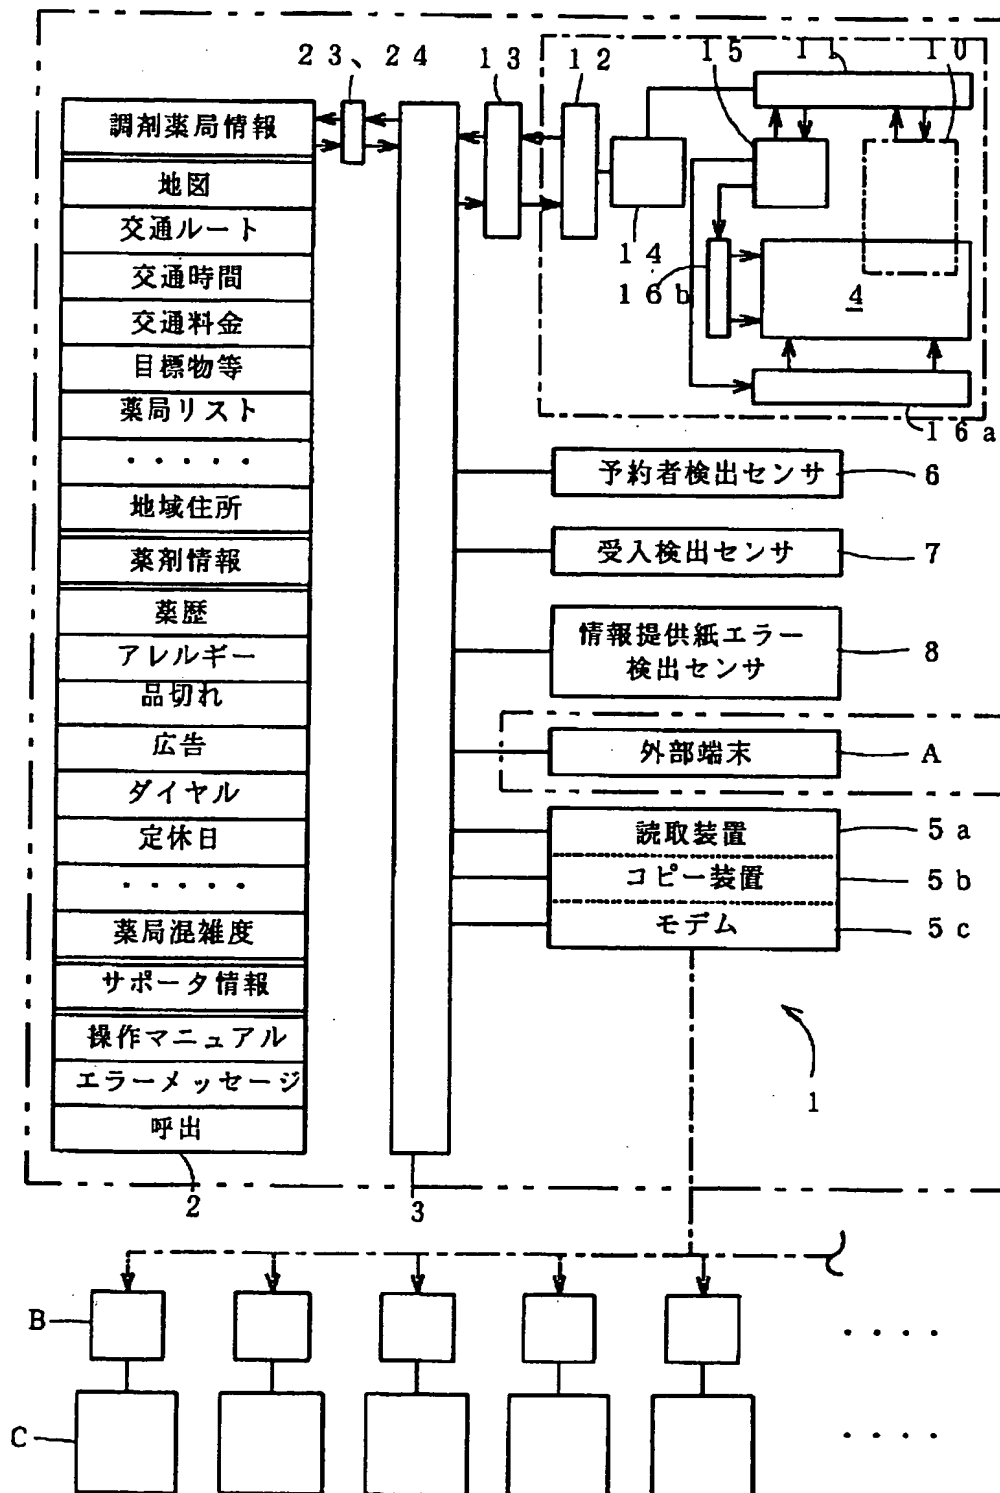 23、24
13
12
15
11
10
調剤薬局情報
地図
交通ルート
交通時間
交通料金
目標物等
薬局リスト
・・・・・
地域住所
薬剤情報
薬歴
アレルギー
品切れ
広告
ダイヤル
定休日
・・・・・
薬局混雑度
サポータ情報
操作マニュアル
エラーメッセージ
呼出
2
3
14
16b
4
16a
予約者検出センサ
6
受入検出センサ
7
情報提供紙エラー
検出センサ
8
外部端末
A
読取装置
5a
コピー装置
5b
モデム
5c
1
B
・・・・
C
・・・・